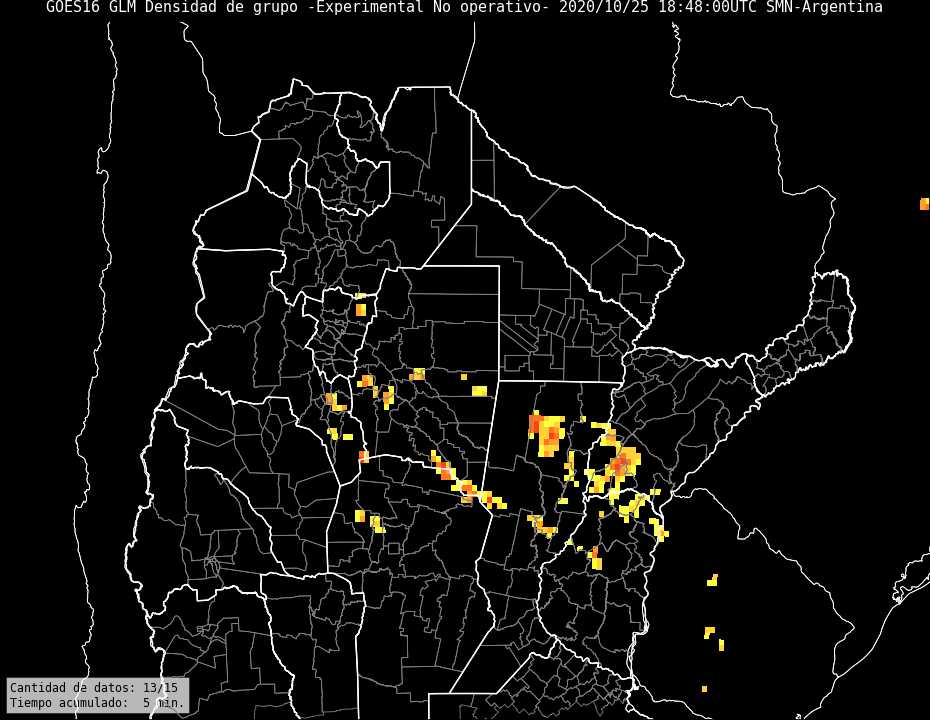 GOES16 GLM Densidad de grupo -Experimental No operativo- 2020/10/25 18:48:00UTC SMN-Argentina
Cantidad de datos: 13/15
Tiempo acumulado:  5 min.